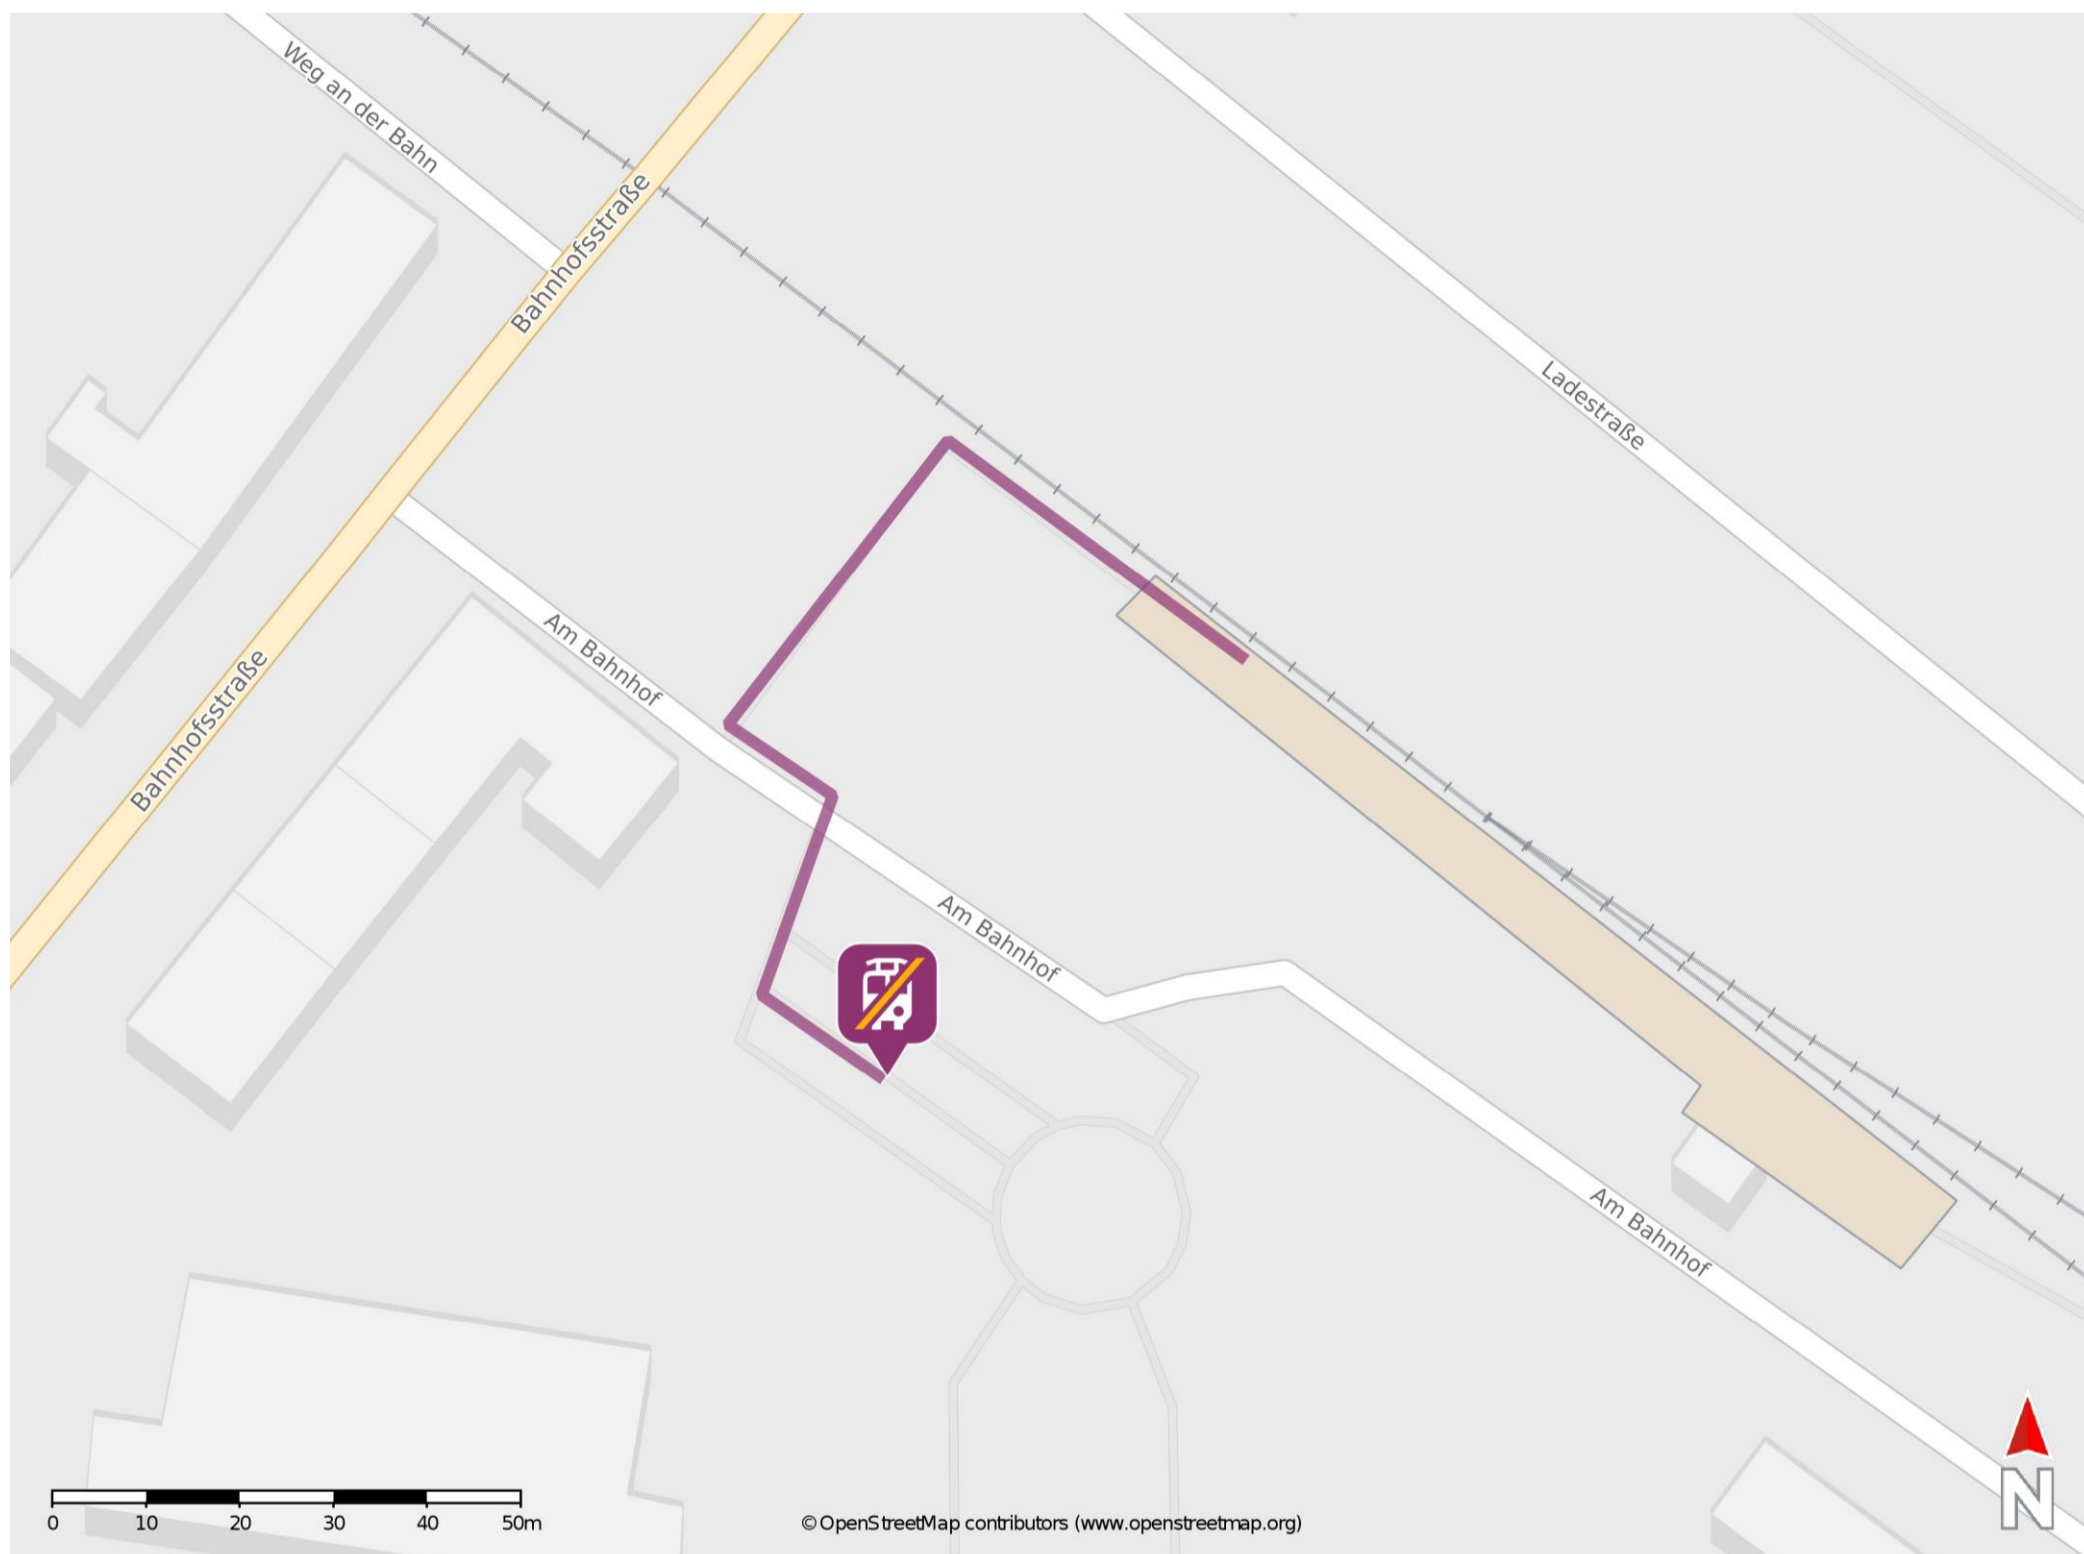 Weg an der Bahn
Bahnhofsstraße
Ladestraße
Am Bahnhof
Bahnhofsstraße
Am Bahnhof
Am Bahnhof
N
0 10 20 30 40 50m
© OpenStreetMap contributors (www.openstreetmap.org)